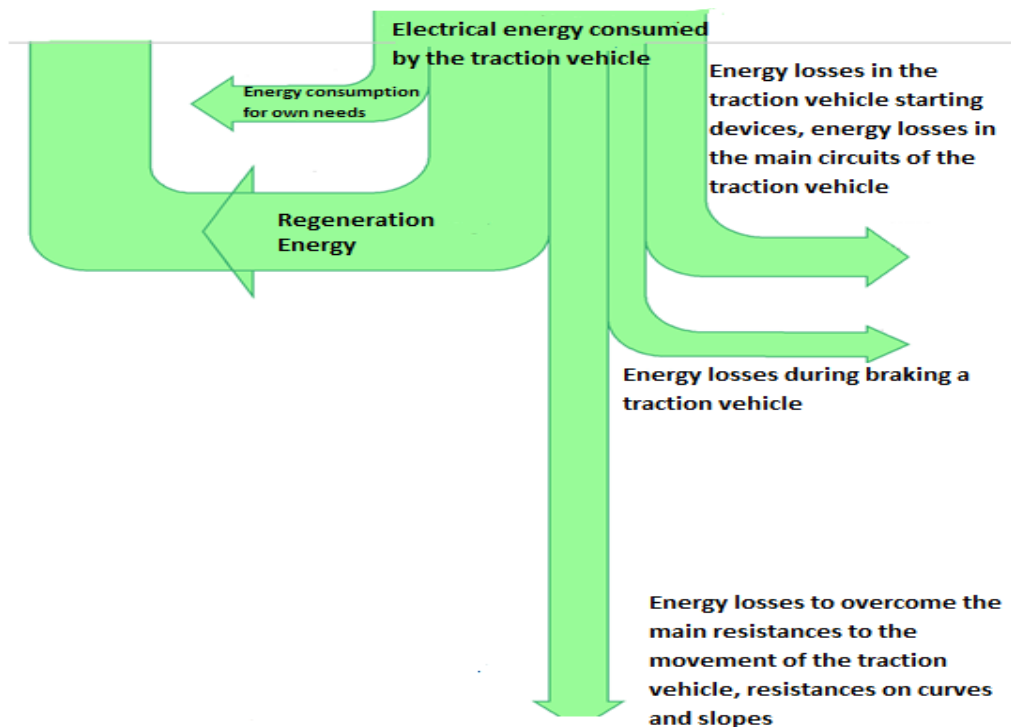 Electrical energy consumed
by the traction vehicle
Energy consumption
for own needs
Energy losses in the
traction vehicle starting
devices, energy losses in
the main circuits of the
traction vehicle
Regeneration
Energy
Energy losses during braking a
traction vehicle
Energy losses to overcome the
main resistances to the
movement of the traction
vehicle, resistances on curves
and slopes